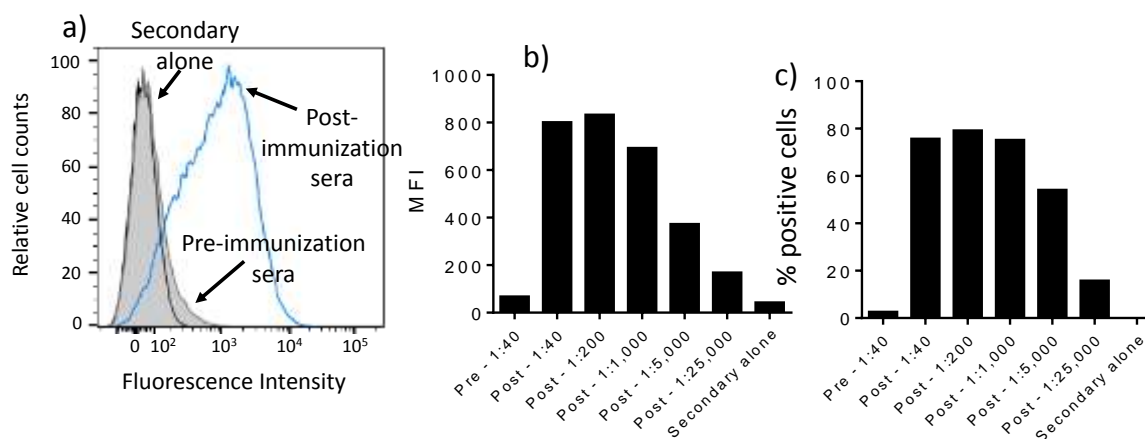 a)
Secondary
alone
Post-
immunization
sera
Pre-immunization
sera
Relative cell counts
100
80
60
40
20
0
0 10² 10³ 10⁴ 10⁵
Fluorescence Intensity
b)
MFI
1000
800
600
400
200
0
Pre - 1:40
Post - 1:40
Post - 1:200
Post - 1:1,000
Post - 1:5,000
Post - 1:25,000
Secondary alone
c)
% positive cells
100
80
60
40
20
0
Pre - 1:40
Post - 1:40
Post - 1:200
Post - 1:1,000
Post - 1:5,000
Post - 1:25,000
Secondary alone